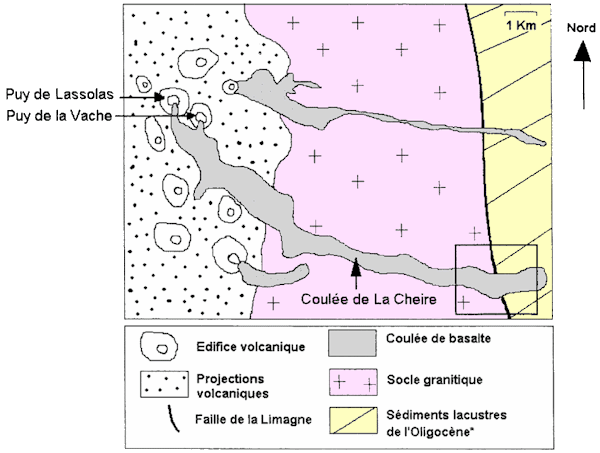 1 Km
Nord
Puy de Lassolas
Puy de la Vache
Coulée de La Cheire
Edifice volcanique
Coulée de basalte
Projections
volcaniques
Socle granitique
Faille de la Limagne
Sédiments lacustres
de l'Oligocène*